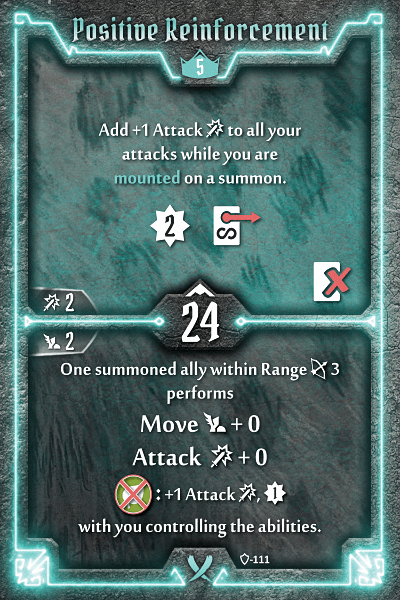 Positive Reinforcement
5
Add +1 Attack to all your
attacks while you are
mounted on a summon.
2
2
24
2
One summoned ally within Range 3
performs
Move + 0
Attack + 0
: +1 Attack , 1
with you controlling the abilities.
-111